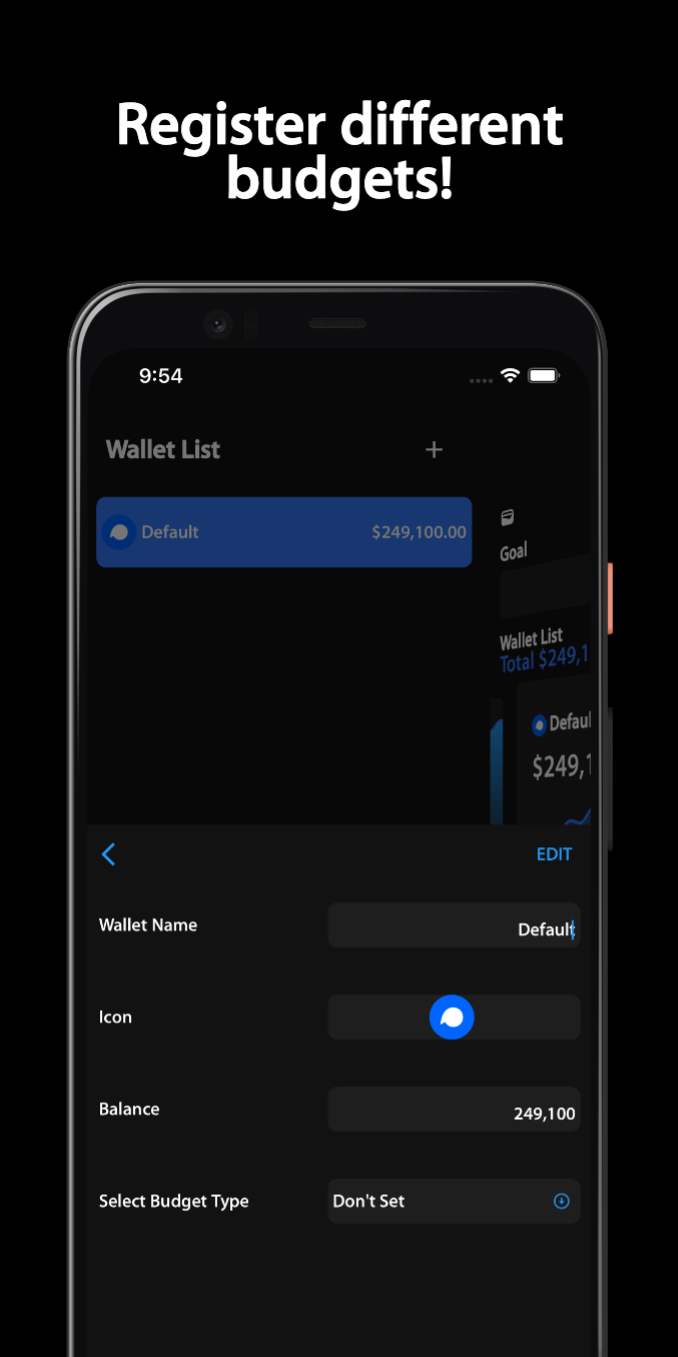 Register different
budgets!
9:54
Wallet List
Default
$249,100.00
Goal
Wallet List
Total $249,1
Defaul
$249,1
EDIT
Wallet Name
Default
Icon
Balance
249,100
Select Budget Type
Don't Set